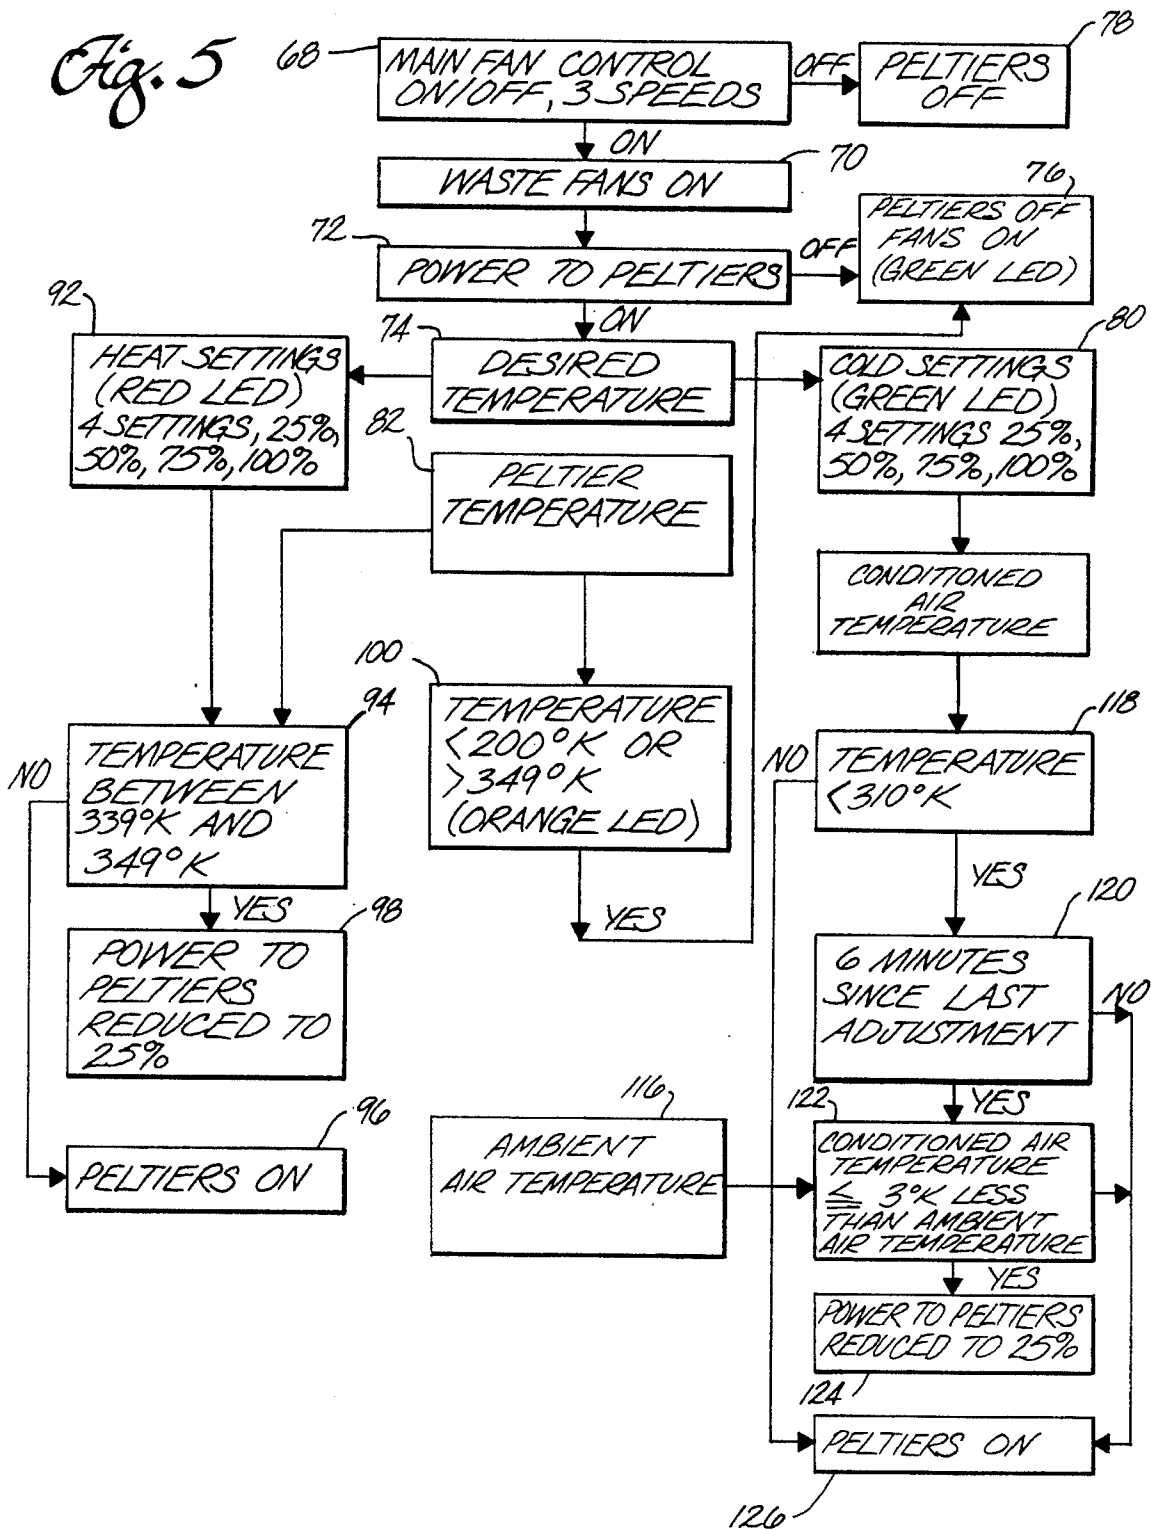 Fig. 5
68
MAIN FAN CONTROL
ON/OFF, 3 SPEEDS
OFF
78
PELTIERS
OFF
ON
70
WASTE FANS ON
76
PELTIERS OFF
FANS ON
(GREEN LED)
72
POWER TO PELTIERS
OFF
ON
92
HEAT SETTINGS
(RED LED)
4 SETTINGS, 25%,
50%, 75%, 100%
74
DESIRED
TEMPERATURE
80
COLD SETTINGS
(GREEN LED)
4 SETTINGS 25%,
50%, 75%, 100%
82
PELTIER
TEMPERATURE
CONDITIONED
AIR
TEMPERATURE
94
TEMPERATURE
BETWEEN
339°K AND
349°K
NO
YES
100
TEMPERATURE
<200°K OR
>349°K
(ORANGE LED)
YES
118
TEMPERATURE
<310°K
NO
YES
98
POWER TO
PELTIERS
REDUCED TO
25%
120
6 MINUTES
SINCE LAST
ADJUSTMENT
NO
YES
96
PELTIERS ON
116
AMBIENT
AIR TEMPERATURE
122
CONDITIONED AIR
TEMPERATURE
≦ 3°K LESS
THAN AMBIENT
AIR TEMPERATURE
YES
POWER TO PELTIERS
REDUCED TO 25%
124
PELTIERS ON
126